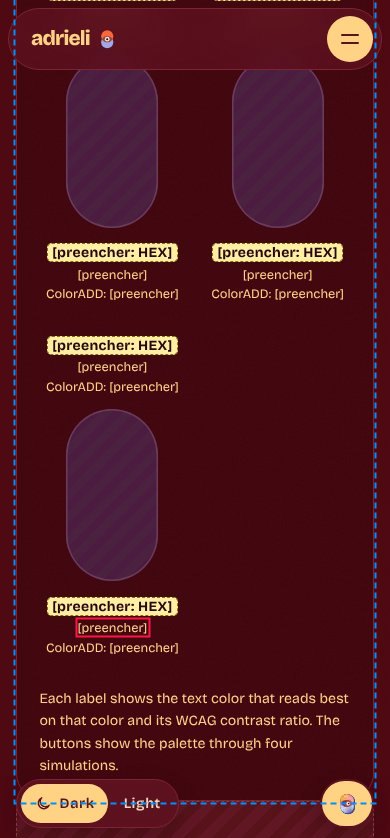 adrieli
[preencher: HEX]
[preencher]
ColorADD: [preencher]
[preencher: HEX]
[preencher]
ColorADD: [preencher]
[preencher: HEX]
[preencher]
ColorADD: [preencher]
[preencher: HEX]
[preencher]
ColorADD: [preencher]
Each label shows the text color that reads best
on that color and its WCAG contrast ratio. The
buttons show the palette through four
simulations.
Dark Light